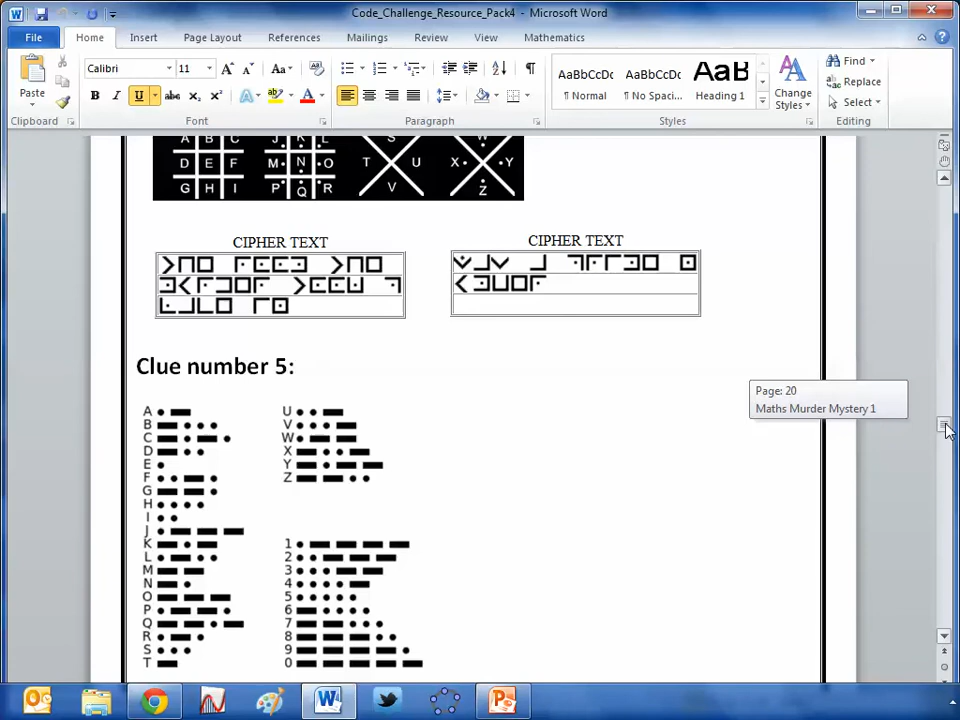 Code_Challenge_Resource_Pack4 - Microsoft Word
File Home Insert Page Layout References Mailings Review View Mathematics
Paste
Calibri 11
Clipboard Font Paragraph Styles Editing
AaBbCcDc AaBbCcDc AaB
¶ Normal ¶ No Spaci... Heading 1
Change Styles
Find
Replace
Select
A B C J K L S W
D E F M N O T U X Y
G H I P Q R V Z
CIPHER TEXT CIPHER TEXT
Clue number 5:
Page: 20
Maths Murder Mystery 1
A U
B V
C W
D X
E Y
F Z
G
H
I
J
K 1
L 2
M 3
N 4
O 5
P 6
Q 7
R 8
S 9
T 0